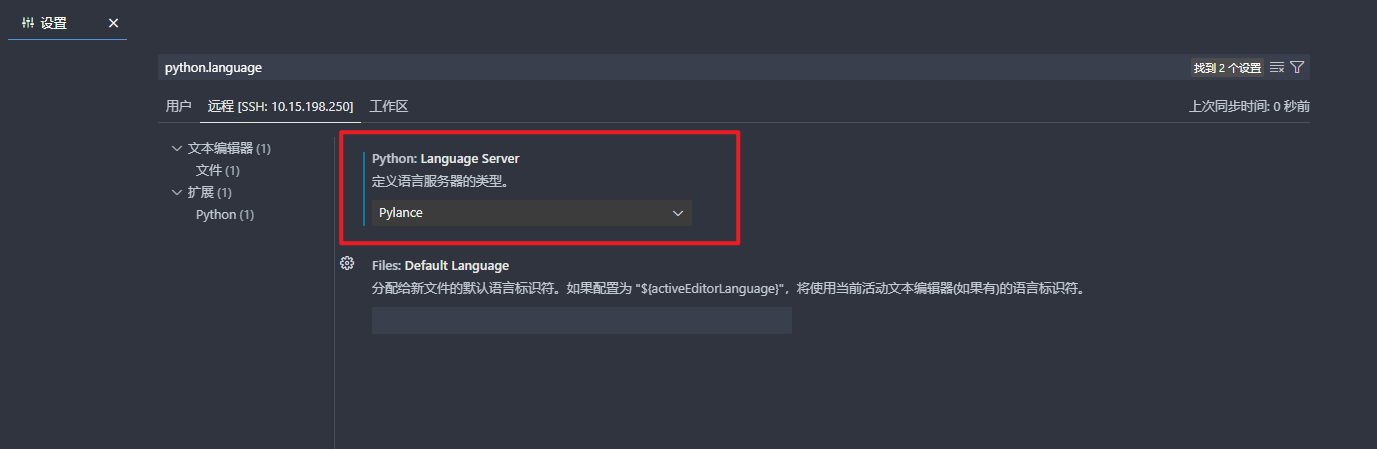 设置
python.language
找到 2 个设置
用户 远程 [SSH: 10.15.198.250] 工作区 上次同步时间: 0 秒前
文本编辑器 (1)
文件 (1)
扩展 (1)
Python (1)
Python: Language Server
定义语言服务器的类型。
Pylance
Files: Default Language
分配给新文件的默认语言标识符。如果配置为 "${activeEditorLanguage}"，将使用当前活动文本编辑器(如果有)的语言标识符。